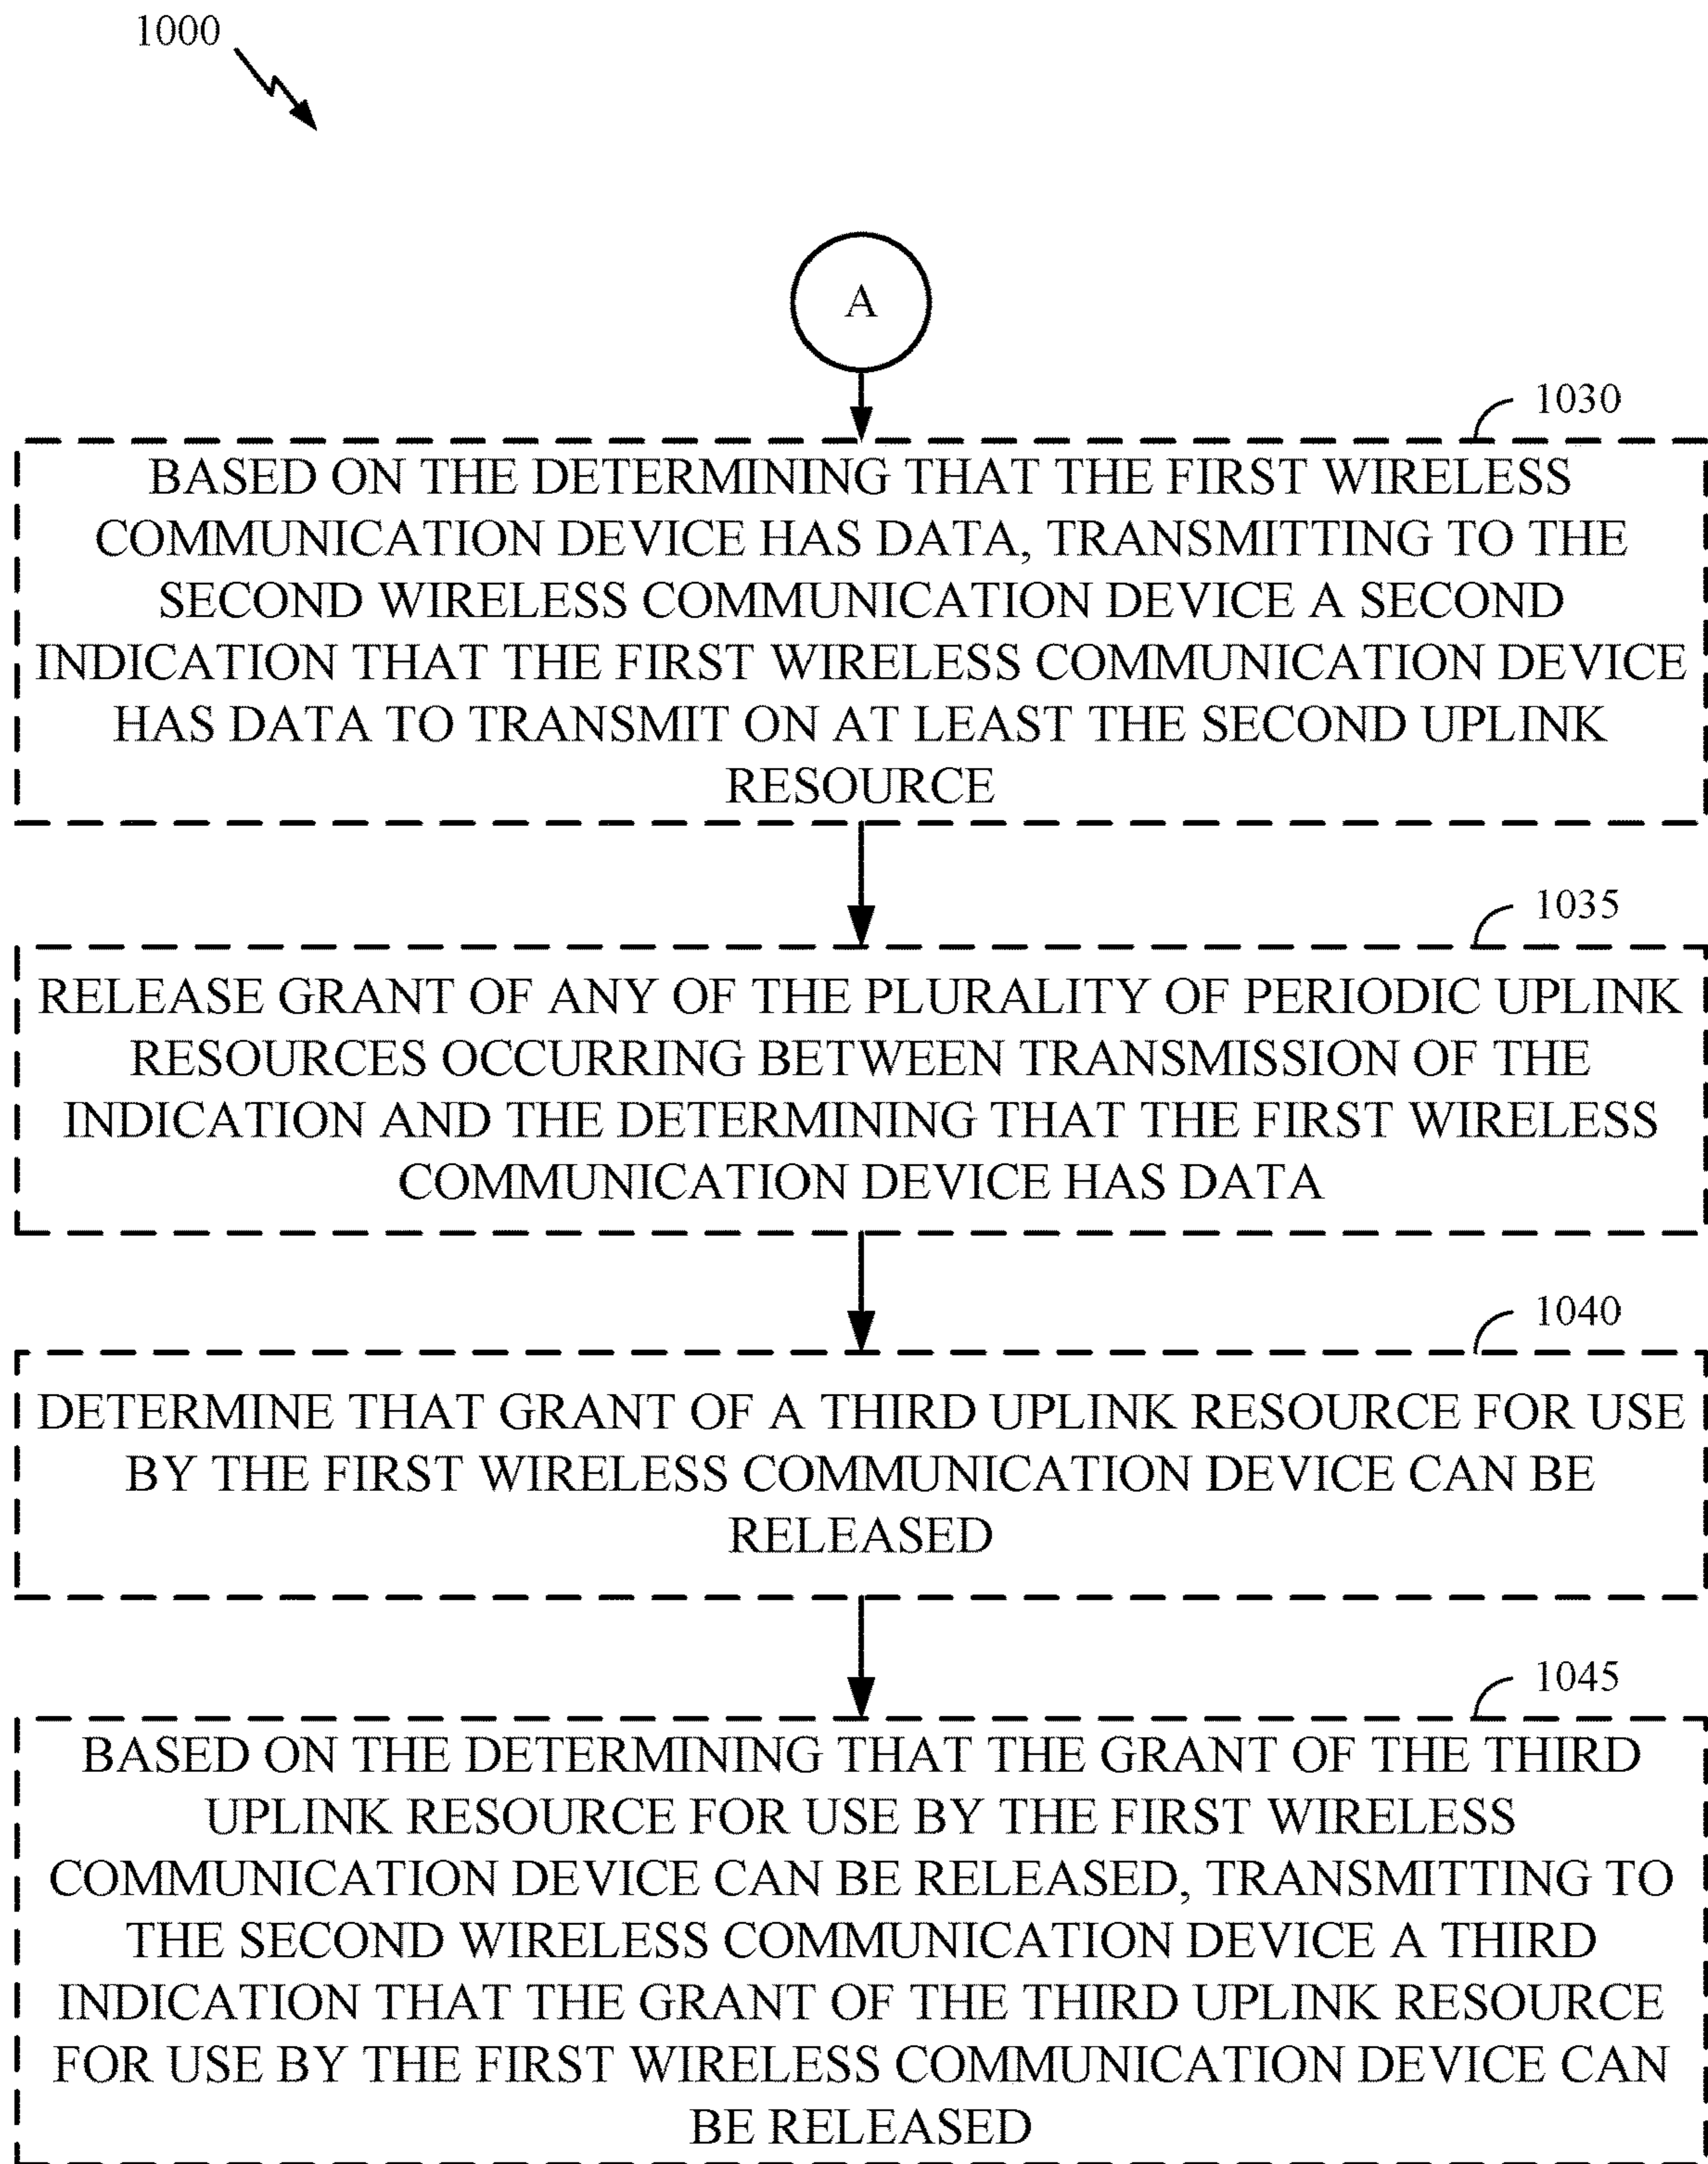 1000
A
1030
BASED ON THE DETERMINING THAT THE FIRST WIRELESS
COMMUNICATION DEVICE HAS DATA, TRANSMITTING TO THE
SECOND WIRELESS COMMUNICATION DEVICE A SECOND
INDICATION THAT THE FIRST WIRELESS COMMUNICATION DEVICE
HAS DATA TO TRANSMIT ON AT LEAST THE SECOND UPLINK
RESOURCE
1035
RELEASE GRANT OF ANY OF THE PLURALITY OF PERIODIC UPLINK
RESOURCES OCCURRING BETWEEN TRANSMISSION OF THE
INDICATION AND THE DETERMINING THAT THE FIRST WIRELESS
COMMUNICATION DEVICE HAS DATA
1040
DETERMINE THAT GRANT OF A THIRD UPLINK RESOURCE FOR USE
BY THE FIRST WIRELESS COMMUNICATION DEVICE CAN BE
RELEASED
1045
BASED ON THE DETERMINING THAT THE GRANT OF THE THIRD
UPLINK RESOURCE FOR USE BY THE FIRST WIRELESS
COMMUNICATION DEVICE CAN BE RELEASED, TRANSMITTING TO
THE SECOND WIRELESS COMMUNICATION DEVICE A THIRD
INDICATION THAT THE GRANT OF THE THIRD UPLINK RESOURCE
FOR USE BY THE FIRST WIRELESS COMMUNICATION DEVICE CAN
BE RELEASED